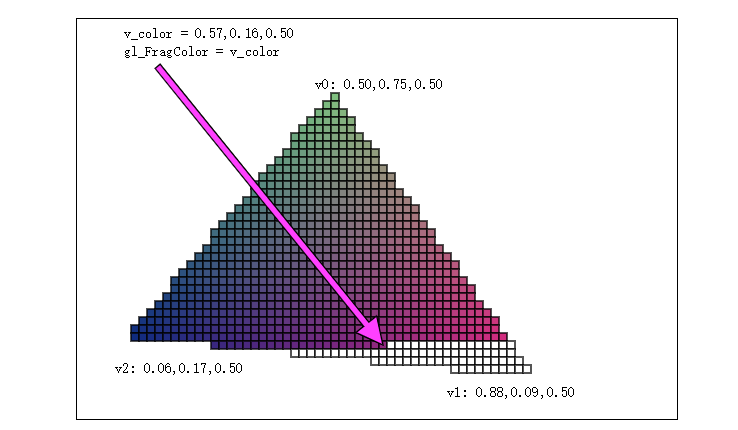 v_color = 0.57,0.16,0.50
gl_FragColor = v_color
v0: 0.50,0.75,0.50
v2: 0.06,0.17,0.50
v1: 0.88,0.09,0.50